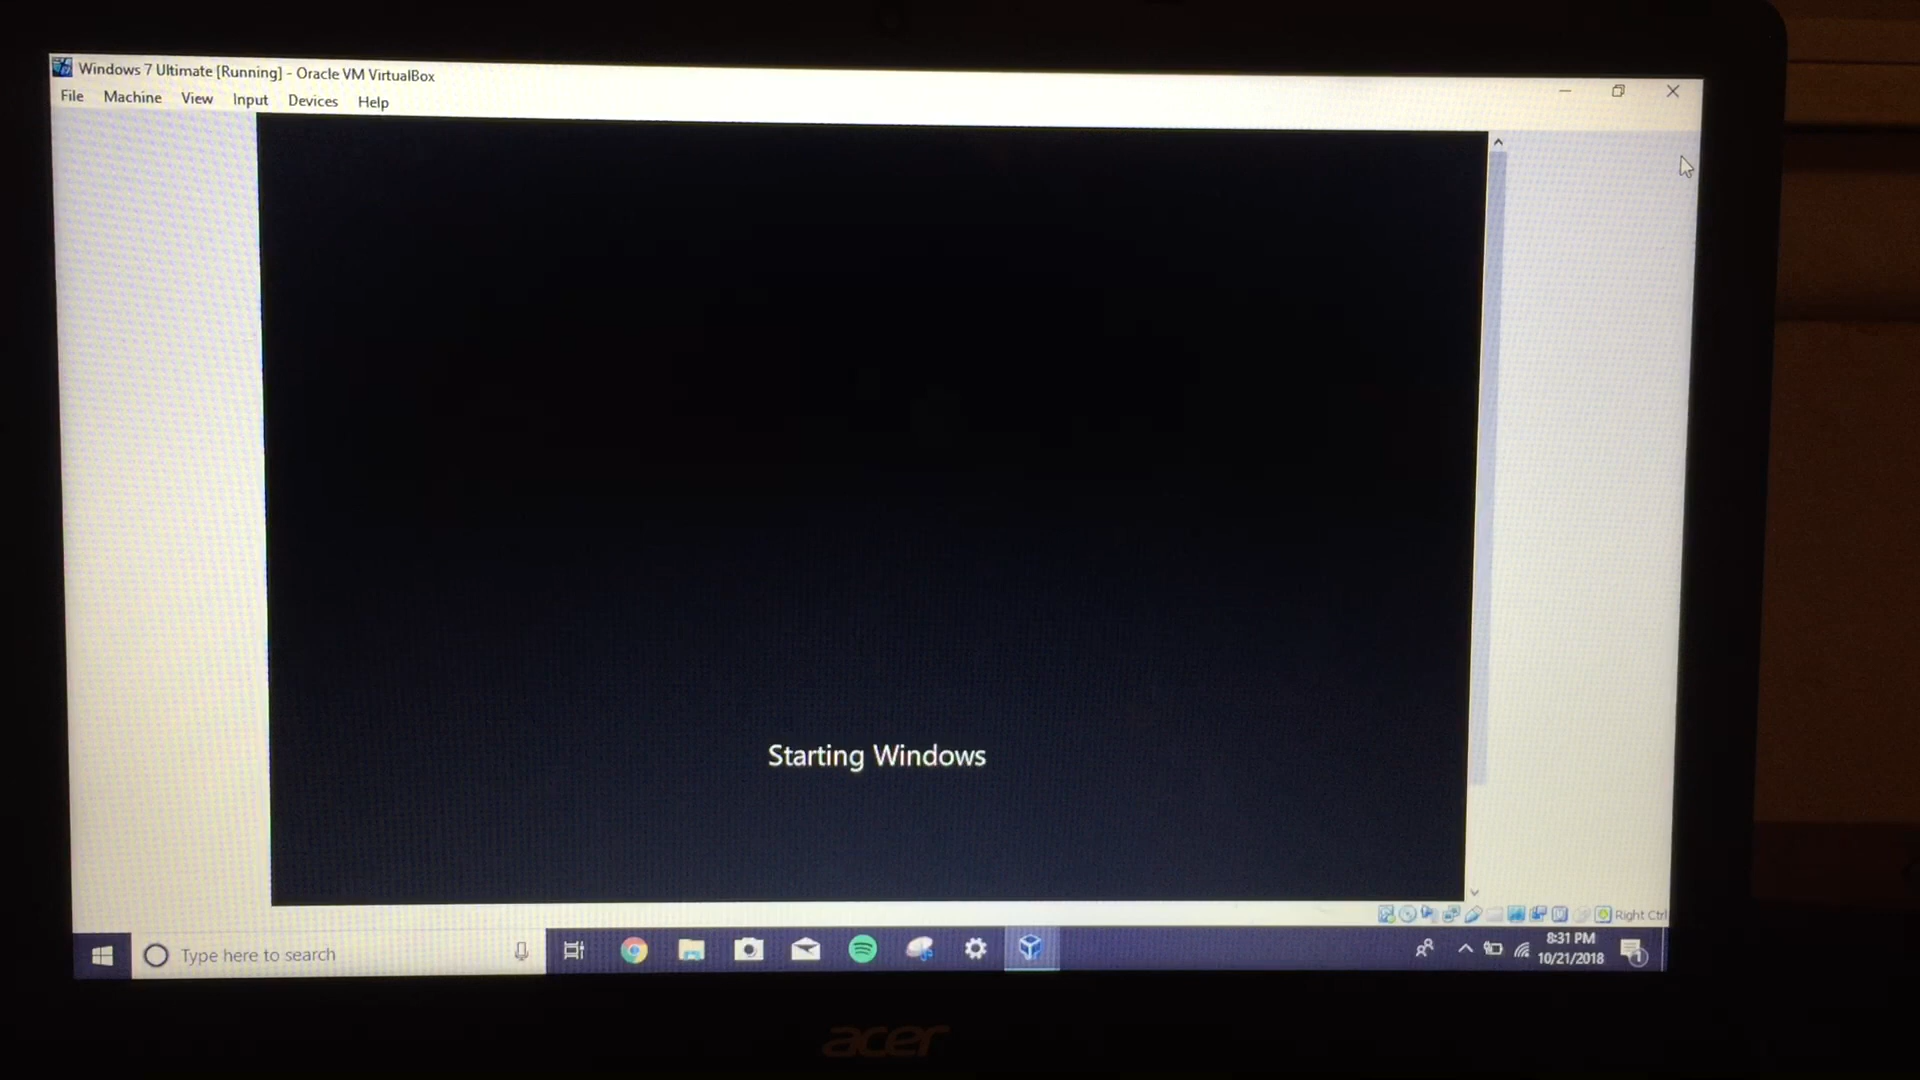 Windows 7 Ultimate [Running] - Oracle VM VirtualBox
File Machine View Input Devices Help
Starting Windows
Right Ctrl
Type here to search
8:31 PM
10/21/2018
1
acer